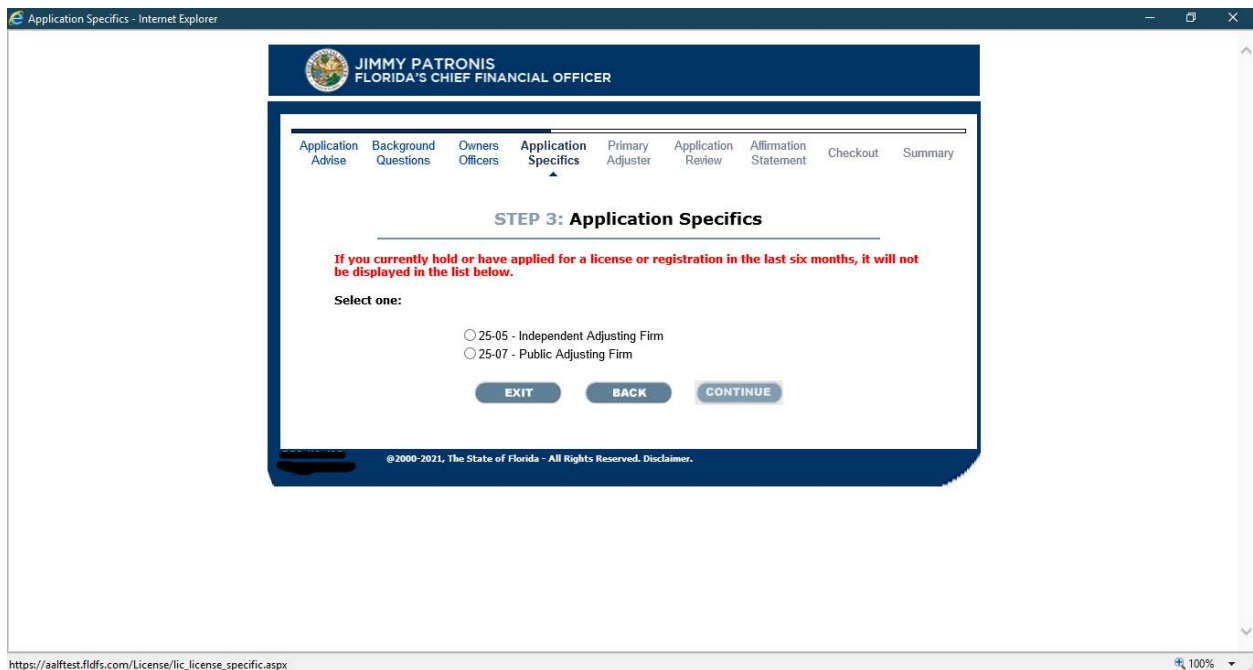 Application Specifics - Internet Explorer
JIMMY PATRONIS
FLORIDA'S CHIEF FINANCIAL OFFICER
Application Advise
Background Questions
Owners Officers
Application Specifics
Primary Adjuster
Application Review
Affirmation Statement
Checkout
Summary
STEP 3: Application Specifics
If you currently hold or have applied for a license or registration in the last six months, it will not
be displayed in the list below.
Select one:
25-05 - Independent Adjusting Firm
25-07 - Public Adjusting Firm
EXIT BACK CONTINUE
@2000-2021, The State of Florida - All Rights Reserved. Disclaimer.
https://aalftest.fldfs.com/License/lic_license_specific.aspx
100%